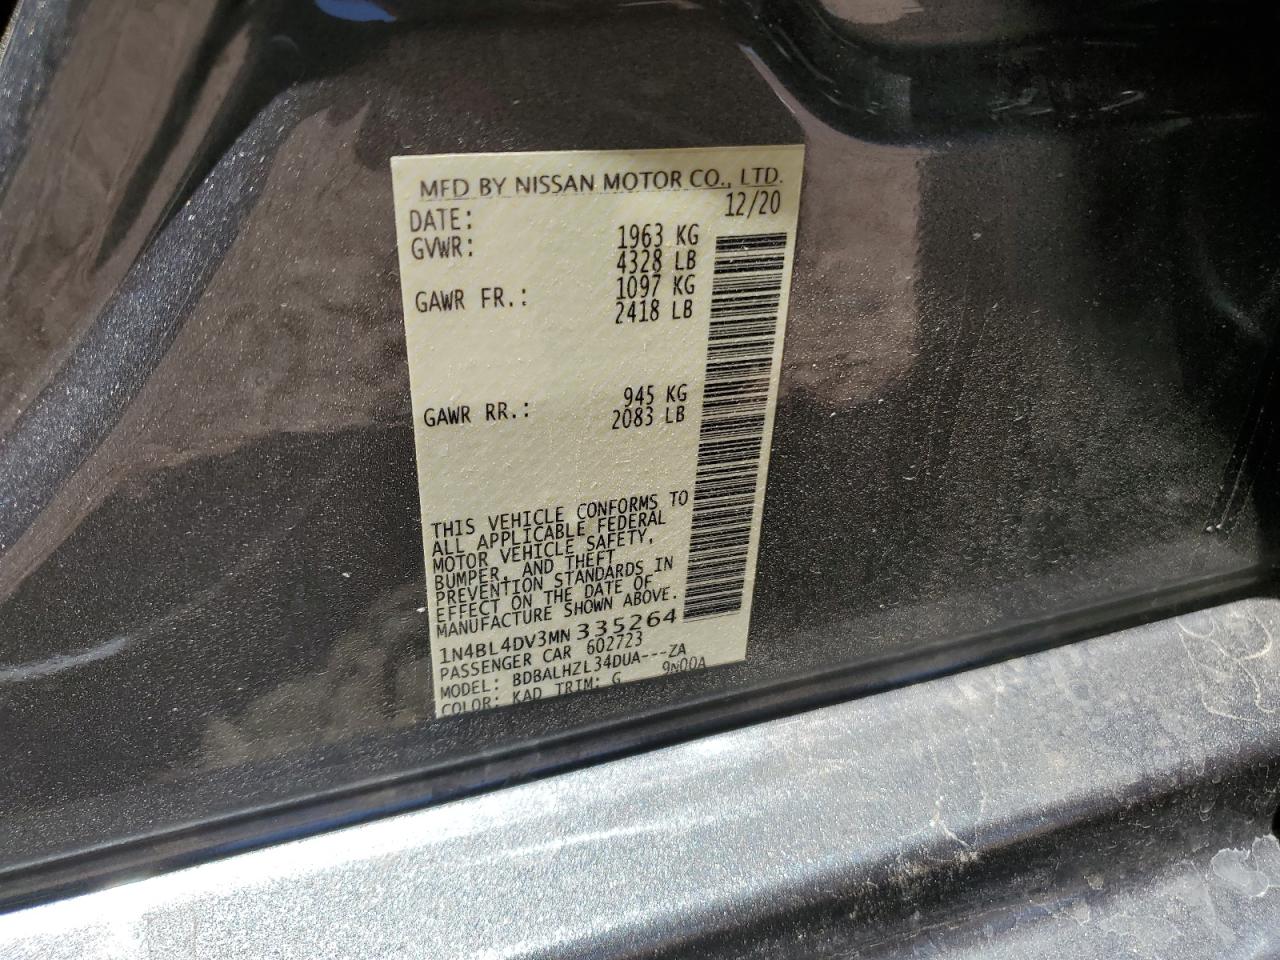 MFD BY NISSAN MOTOR CO., LTD.
DATE: 12/20
GVWR: 1963 KG
4328 LB
GAWR FR.: 1097 KG
2418 LB
GAWR RR.: 945 KG
2083 LB
THIS VEHICLE CONFORMS TO
ALL APPLICABLE FEDERAL
MOTOR VEHICLE SAFETY,
BUMPER, AND THEFT
PREVENTION STANDARDS IN
EFFECT ON THE DATE OF
MANUFACTURE SHOWN ABOVE.
1N4BL4DV3MN335264
PASSENGER CAR 602723
MODEL: BDBALHZL34DUA---ZA
COLOR: KAD TRIM: G 9N00A